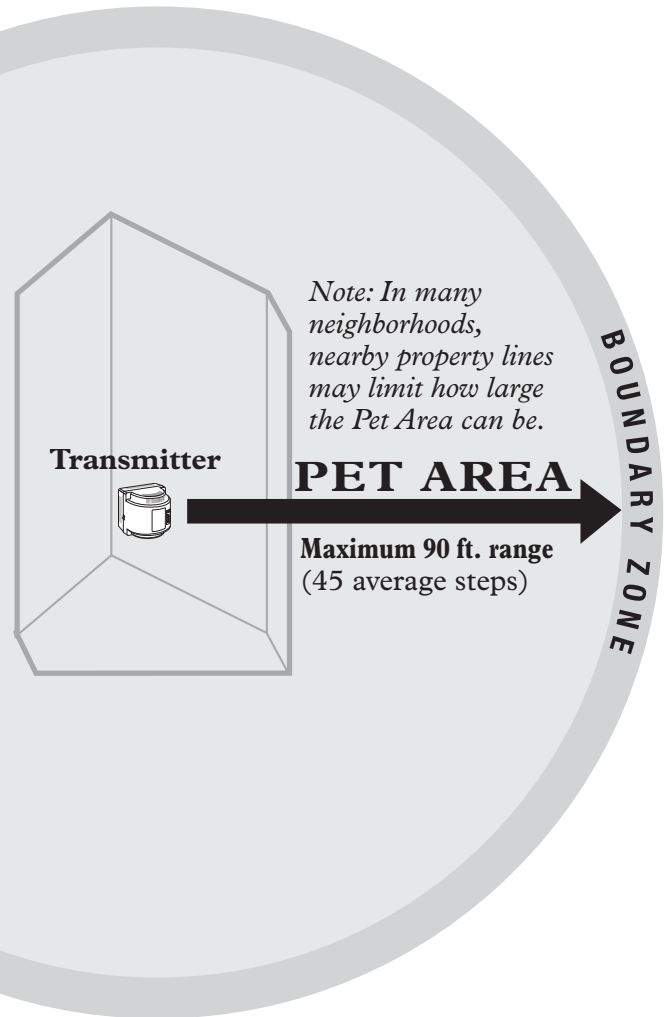 Note: In many
neighborhoods,
nearby property lines
may limit how large
the Pet Area can be.
Transmitter
PET AREA
Maximum 90 ft. range
(45 average steps)
BOUNDARY ZONE